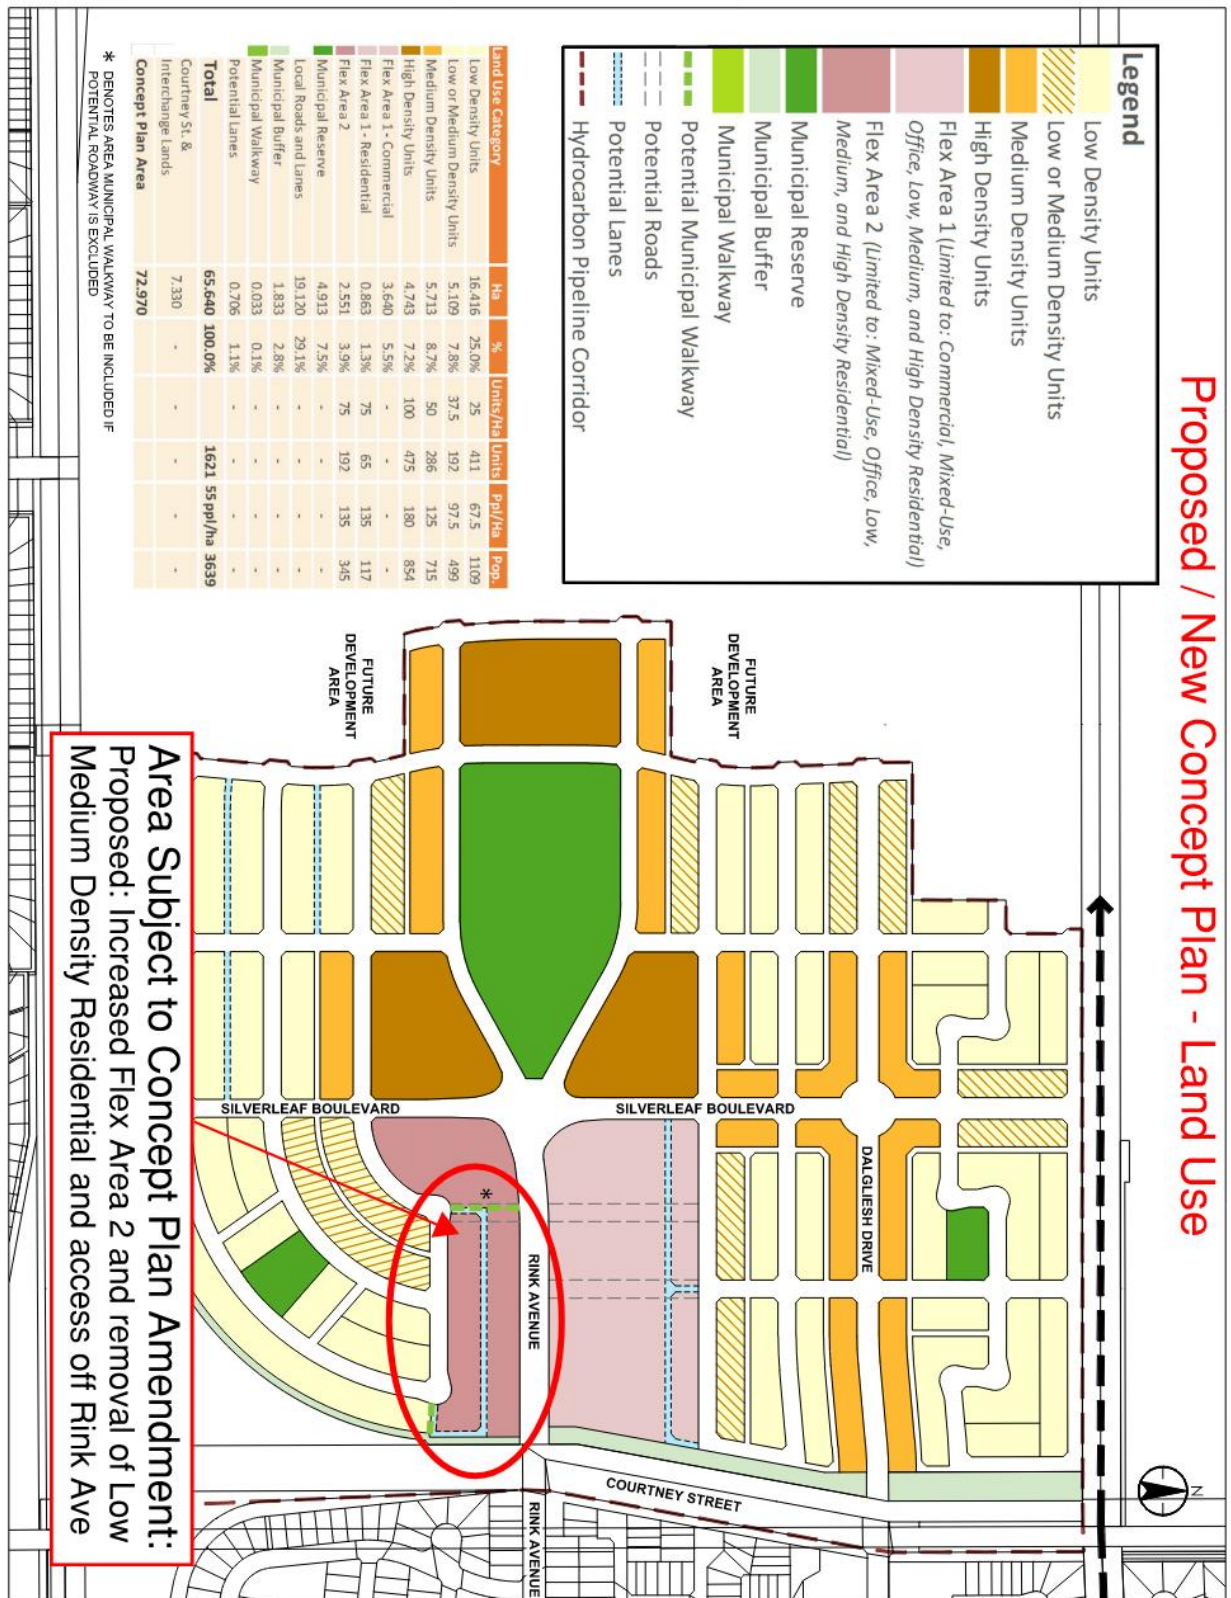 Proposed / New Concept Plan - Land Use
Legend
Low Density Units
Low or Medium Density Units
Medium Density Units
High Density Units
Flex Area 1 (Limited to: Commercial, Mixed-Use,
Office, Low, Medium, and High Density Residential)
Flex Area 2 (Limited to: Mixed-Use, Office, Low,
Medium, and High Density Residential)
Municipal Reserve
Municipal Buffer
Municipal Walkway
Potential Municipal Walkway
Potential Roads
Potential Lanes
Hydrocarbon Pipeline Corridor
Land Use Category Ha % Units/Ha Units Ppl/Ha Pop.
Low Density Units 16.416 25.0% 25 411 67.5 1109
Low or Medium Density Units 5.109 7.8% 37.5 192 97.5 499
Medium Density Units 5.713 8.7% 50 286 125 715
High Density Units 4.743 7.2% 100 475 180 854
Flex Area 1 - Commercial 3.640 5.5% - - - -
Flex Area 1 - Residential 0.863 1.3% 75 65 135 117
Flex Area 2 2.551 3.9% 75 192 135 345
Municipal Reserve 4.913 7.5% - - - -
Local Roads and Lanes 19.120 29.1% - - - -
Municipal Buffer 1.833 2.8% - - - -
Municipal Walkway 0.033 0.1% - - - -
Potential Lanes 0.706 1.1% - - - -
Total 65.640 100.0% 1621 55 ppl/ha 3639
Courtney St. &
Interchange Lands 7.330 - - - - -
Concept Plan Area 72.970
* DENOTES AREA MUNICIPAL WALKWAY TO BE INCLUDED IF
POTENTIAL ROADWAY IS EXCLUDED
FUTURE
DEVELOPMENT
AREA
FUTURE
DEVELOPMENT
AREA
SILVERLEAF BOULEVARD
SILVERLEAF BOULEVARD
DALGLIESH DRIVE
RINK AVENUE
*
COURTNEY STREET
RINK AVENUE
N
Area Subject to Concept Plan Amendment:
Proposed: Increased Flex Area 2 and removal of Low
Medium Density Residential and access off Rink Ave